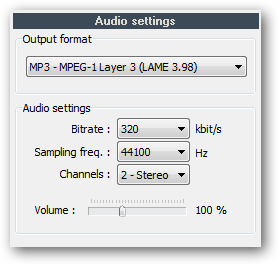 Audio settings
Output format
MP3 - MPEG-1 Layer 3 (LAME 3.98)
Audio settings
Bitrate : 320 kbit/s
Sampling freq. : 44100 Hz
Channels : 2 - Stereo
Volume : 100 %